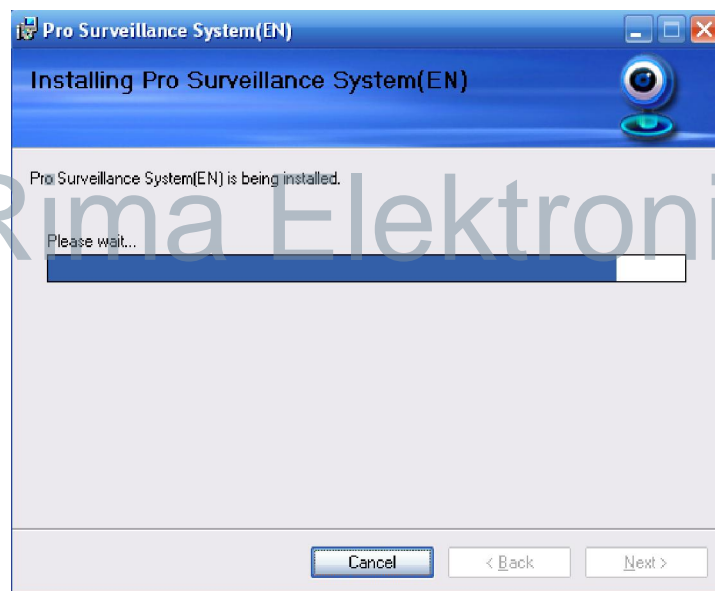 Pro Surveillance System(EN)
Installing Pro Surveillance System(EN)
Pro Surveillance System(EN) is being installed.
Rima Elektroni
Please wait...
Cancel
< Back
Next >